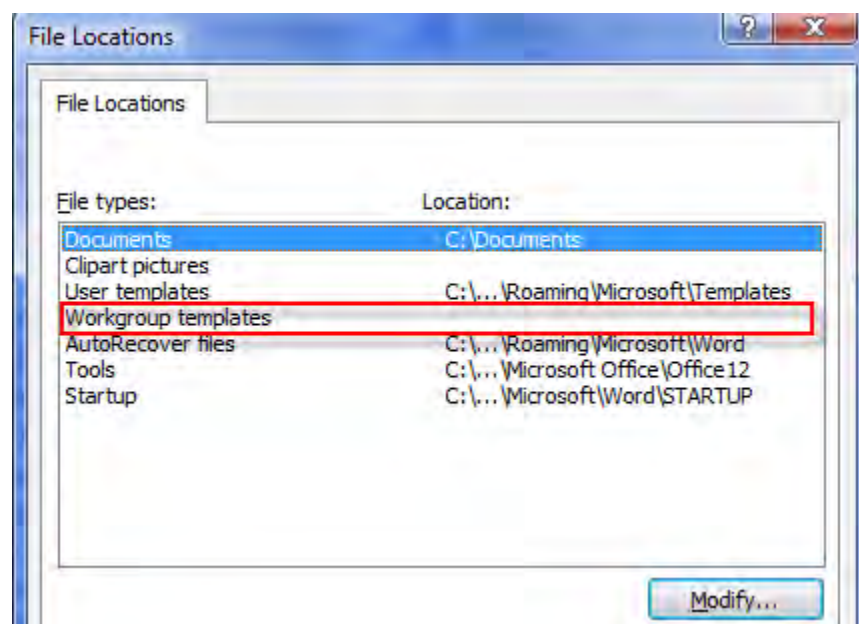 File Locations
File Locations
File types: Location:
Documents C:\Documents
Clipart pictures
User templates C:\...\Roaming\Microsoft\Templates
Workgroup templates
AutoRecover files C:\...\Roaming\Microsoft\Word
Tools C:\...\Microsoft Office\Office12
Startup C:\...\Microsoft\Word\STARTUP
Modify...